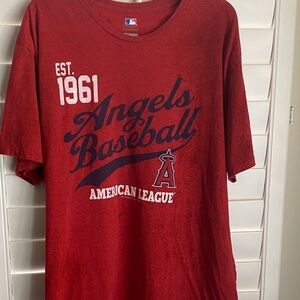 EST.
1961
Angels
Baseball
A
AMERICAN LEAGUE